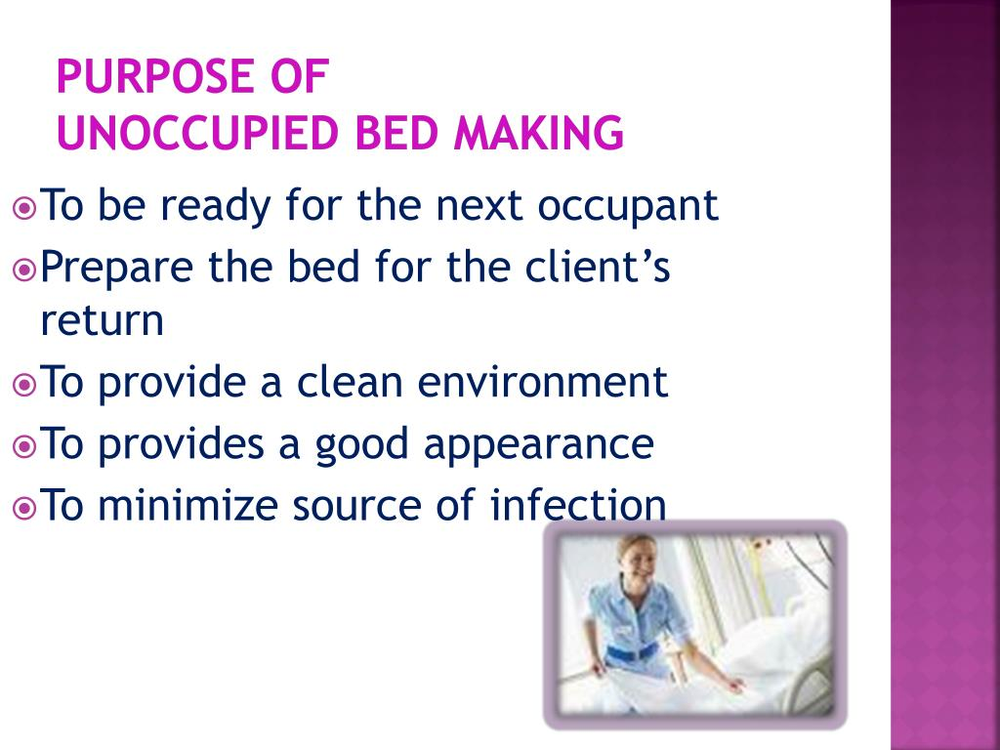 PURPOSE OF
UNOCCUPIED BED MAKING
To be ready for the next occupant
Prepare the bed for the client’s
return
To provide a clean environment
To provides a good appearance
To minimize source of infection